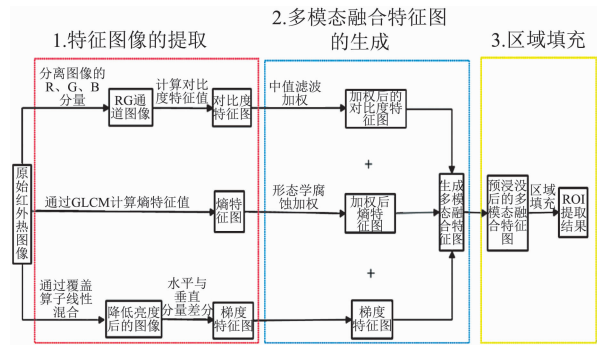 1.特征图像的提取
2.多模态融合特征图
的生成
3.区域填充
分离图像的
R、G、B
分量
RG通
道图像
计算对比
度特征值
对比度
特征图
中值滤波
加权
加权后的
对比度特
征图
+
原始红外热图像
通过GLCM计算熵特征值
熵特征图
形态学腐
蚀加权
加权后
熵特征
图
生成多模态融合特征图
预浸没后的多模态融合特征图
区域
填充
ROI
提取
结果
+
通过覆盖
算子线性
混合
降低亮度
后的图像
水平与
垂直
分量差分
梯度
特征图
梯度
特征图